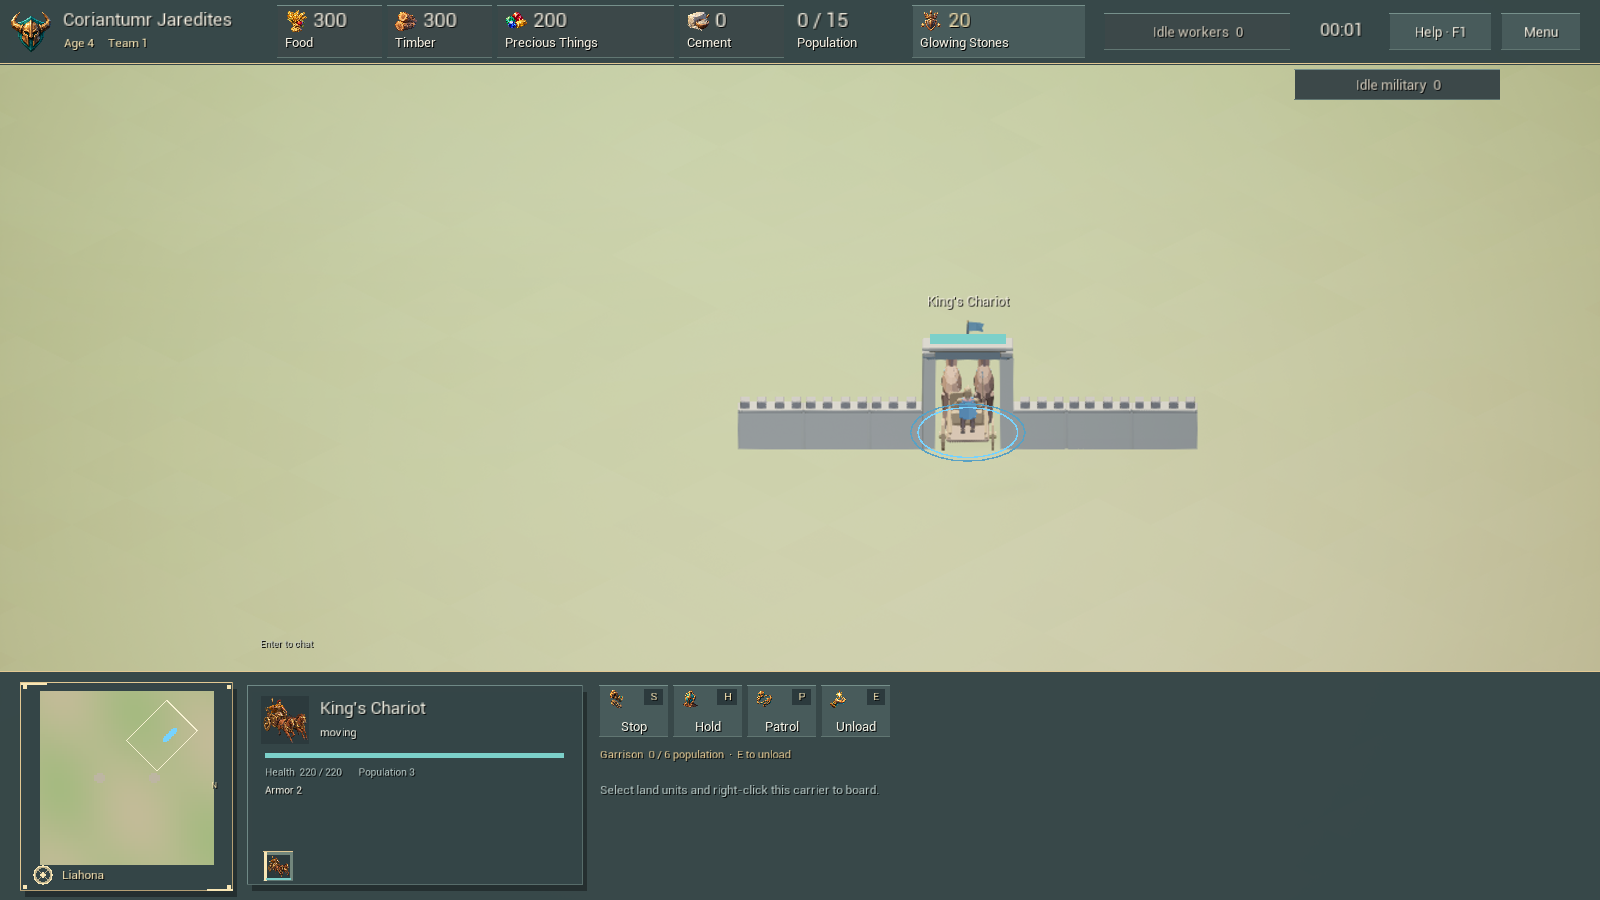 Coriantumr Jaredites
Age 4 Team 1
300
Food
300
Timber
200
Precious Things
0
Cement
0 / 15
Population
20
Glowing Stones
Idle workers 0
00:01
Help · F1
Menu
Idle military 0
King's Chariot
Enter to chat
N
Liahona
King's Chariot
moving
Health 220 / 220 Population 3
Armor 2
S
Stop
H
Hold
P
Patrol
E
Unload
Garrison 0 / 6 population · E to unload
Select land units and right-click this carrier to board.